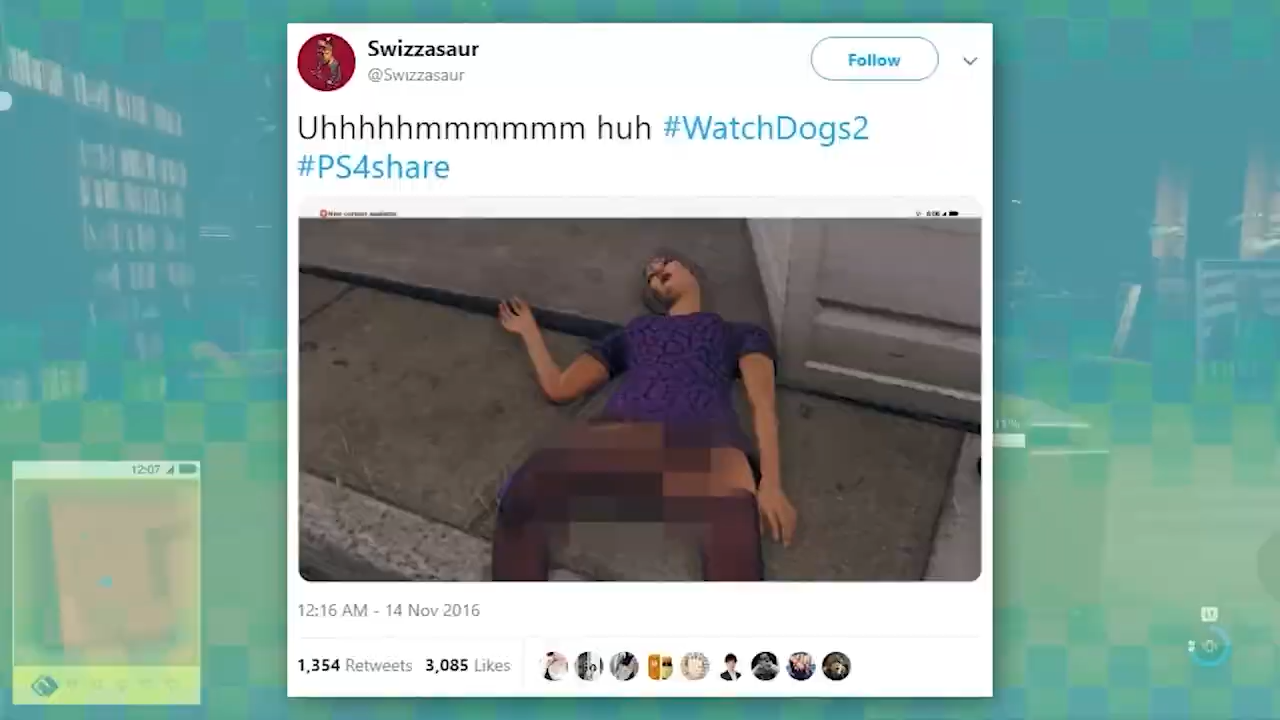 Swizzasaur
@Swizzasaur
Follow
Uhhhhhmmmmmm huh #WatchDogs2
#PS4share
12:16 AM - 14 Nov 2016
1,354 Retweets 3,085 Likes
12:07
11%